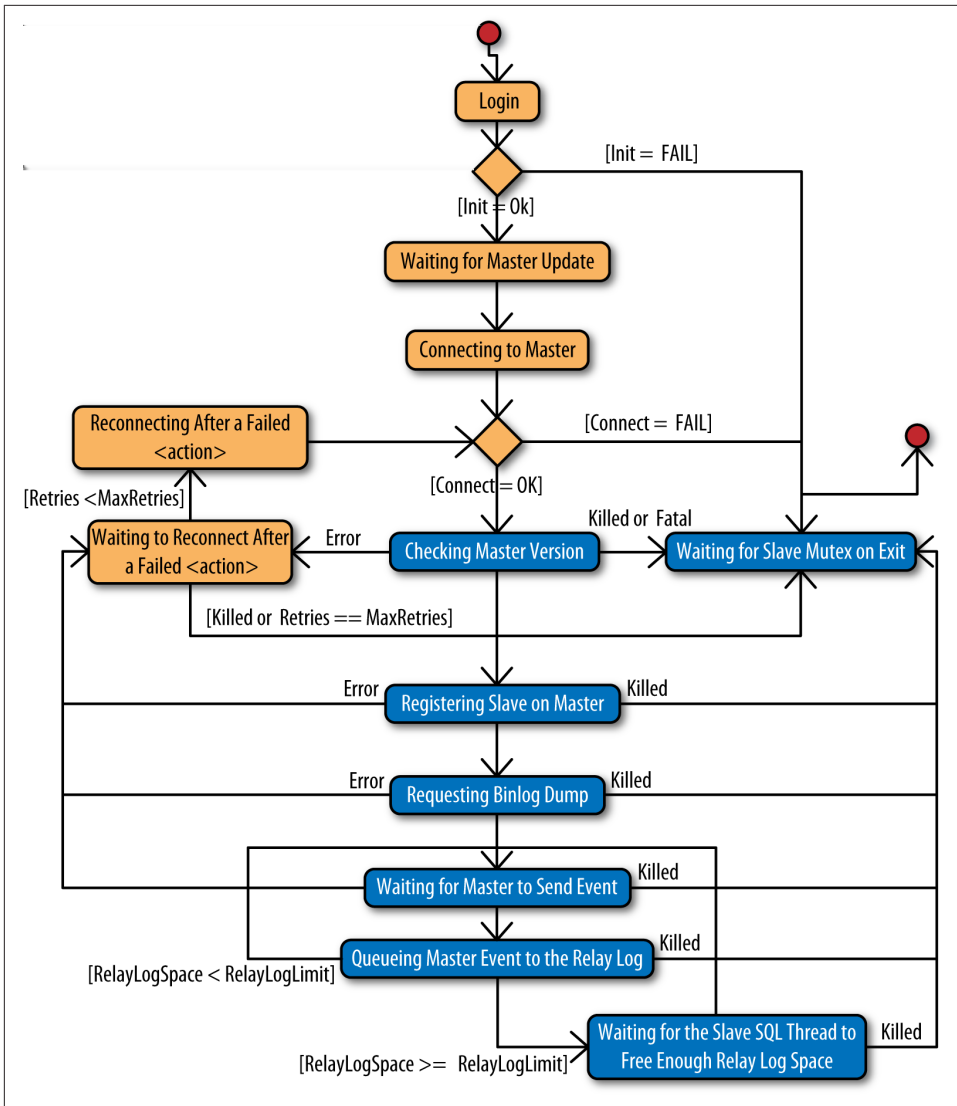 Login
[Init = FAIL]
[Init = Ok]
Waiting for Master Update
Connecting to Master
Reconnecting After a Failed
<action>
[Connect = FAIL]
[Connect = OK]
[Retries <MaxRetries]
Waiting to Reconnect After
a Failed <action>
Error
Checking Master Version
Killed or Fatal
Waiting for Slave Mutex on Exit
[Killed or Retries == MaxRetries]
Error
Registering Slave on Master
Killed
Error
Requesting Binlog Dump
Killed
Waiting for Master to Send Event
Killed
Queueing Master Event to the Relay Log
Killed
[RelayLogSpace < RelayLogLimit]
Waiting for the Slave SQL Thread to
Free Enough Relay Log Space
Killed
[RelayLogSpace >= RelayLogLimit]